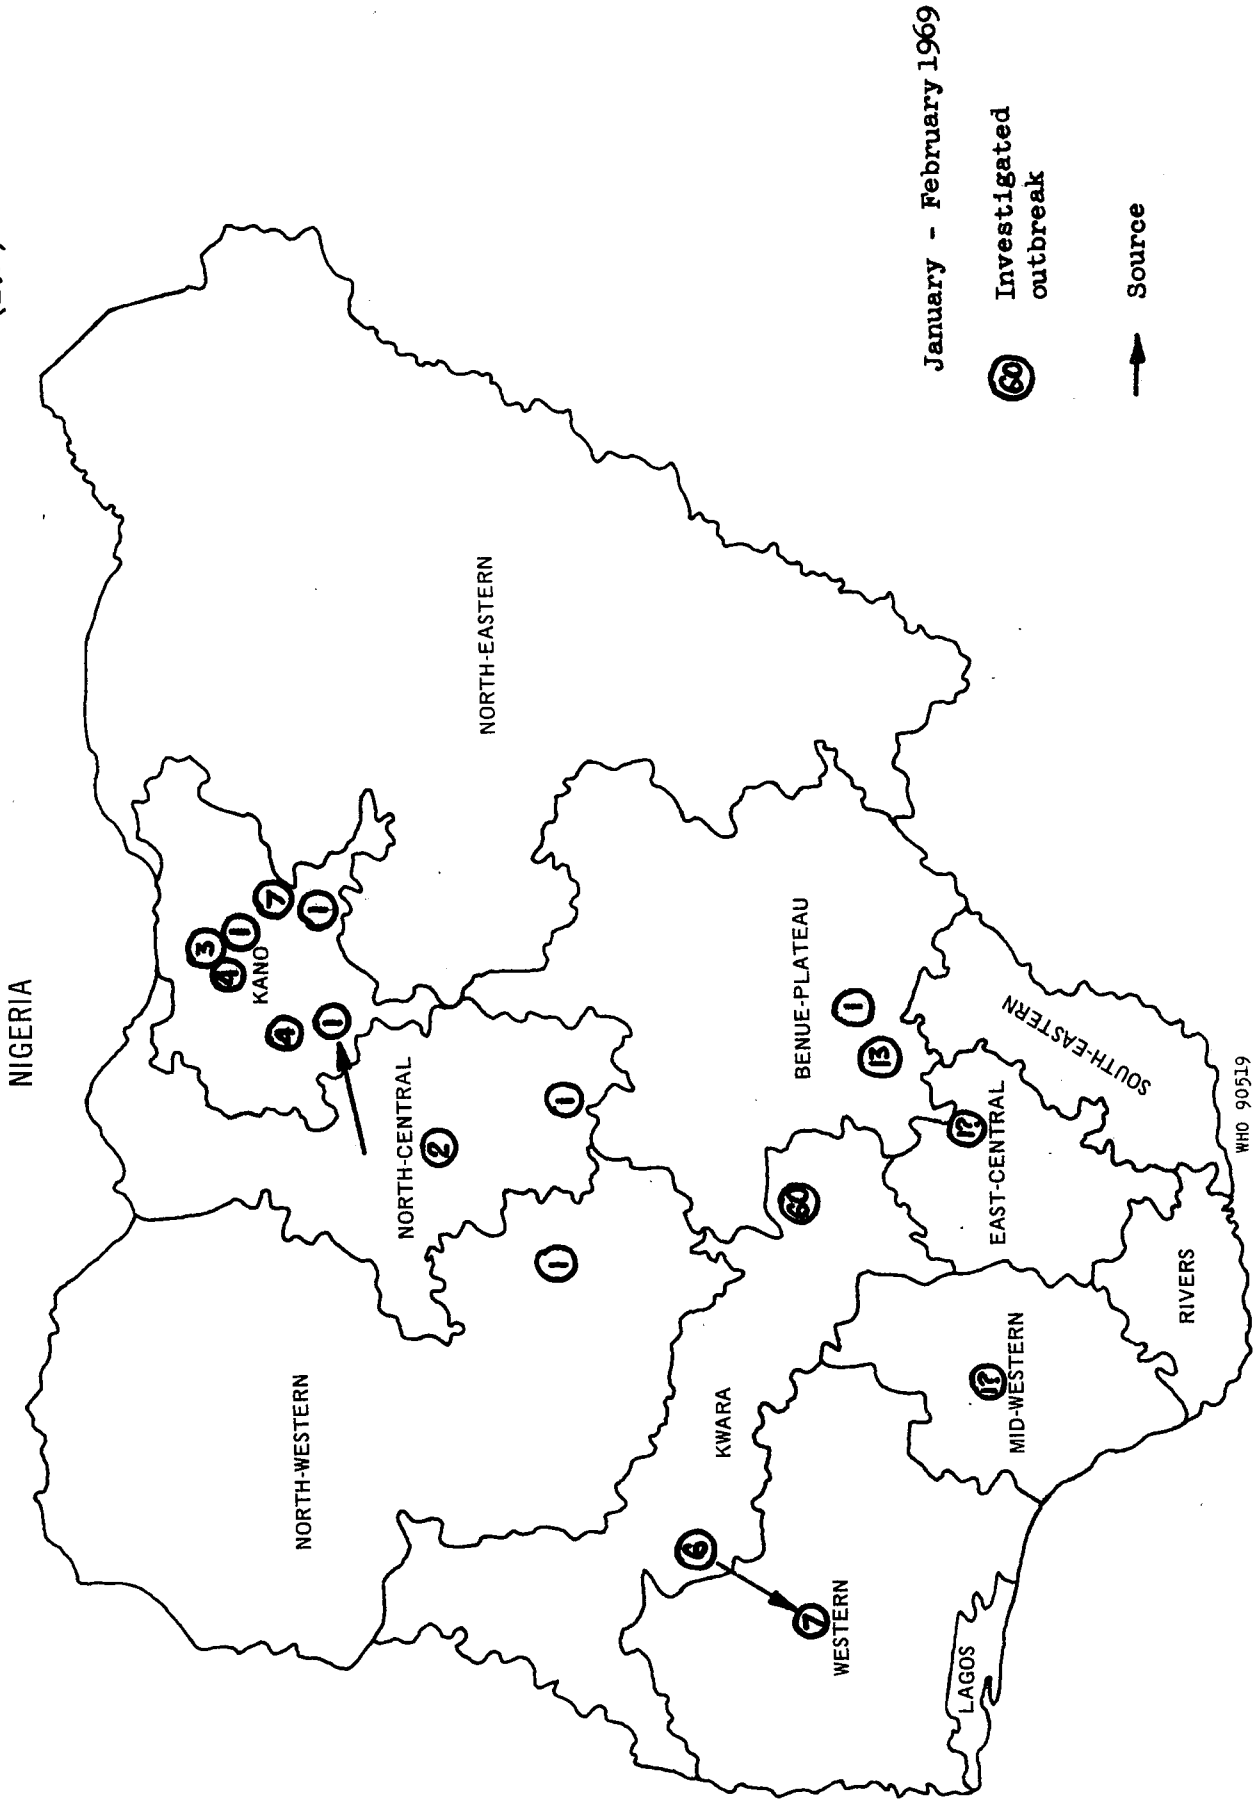 NIGERIA
NORTH-WESTERN
KANO
3
4
1
7
1
4
1
NORTH-CENTRAL
2
1
1
NORTH-EASTERN
KWARA
6
60
BENUE-PLATEAU
1
13
WESTERN
7
MID-WESTERN
1?
EAST-CENTRAL
1?
SOUTH-EASTERN
LAGOS
RIVERS
January - February 1969
60 Investigated
outbreak
Source
WHO 90519